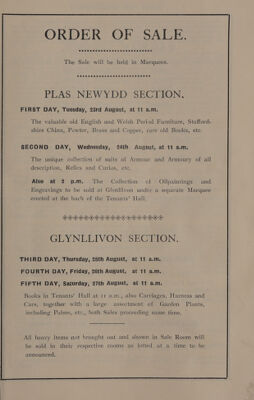 ORDER OF SALE.
The Sale will be held in Marquees.
PLAS NEWYDD SECTION.
FIRST DAY, Tuesday, 23rd August, at 11 a.m.
The valuable old English and Welsh Period Furniture, Stafford-
shire China, Pewter, Brass and Copper, rare old Books, etc.
SECOND DAY, Wednesday, 24th August, at 11 a.m.
The unique collection of suits of Armour and Armoury of all
description, Relics and Curios, etc.
Also at 2 p.m. The Collection of Oilpaintings and
Engravings to be sold at Glynllivon under a separate Marquee
erected at the back of the Tenants' Hall.
GLYNLLIVON SECTION.
THIRD DAY, Thursday, 25th August, at 11 a.m.
FOURTH DAY, Friday, 26th August, at 11 a.m.
FIFTH DAY, Saturday, 27th August, at 11 a.m.
Books in Tenants' Hall at 11 a.m., also Carriages, Harness and
Cars, together with a large assortment of Garden Plants,
including Palms, etc., both Sales proceeding same time.
All heavy items not brought out and shown in Sale Room will
be sold in their respective rooms as lotted at a time to be
announced.